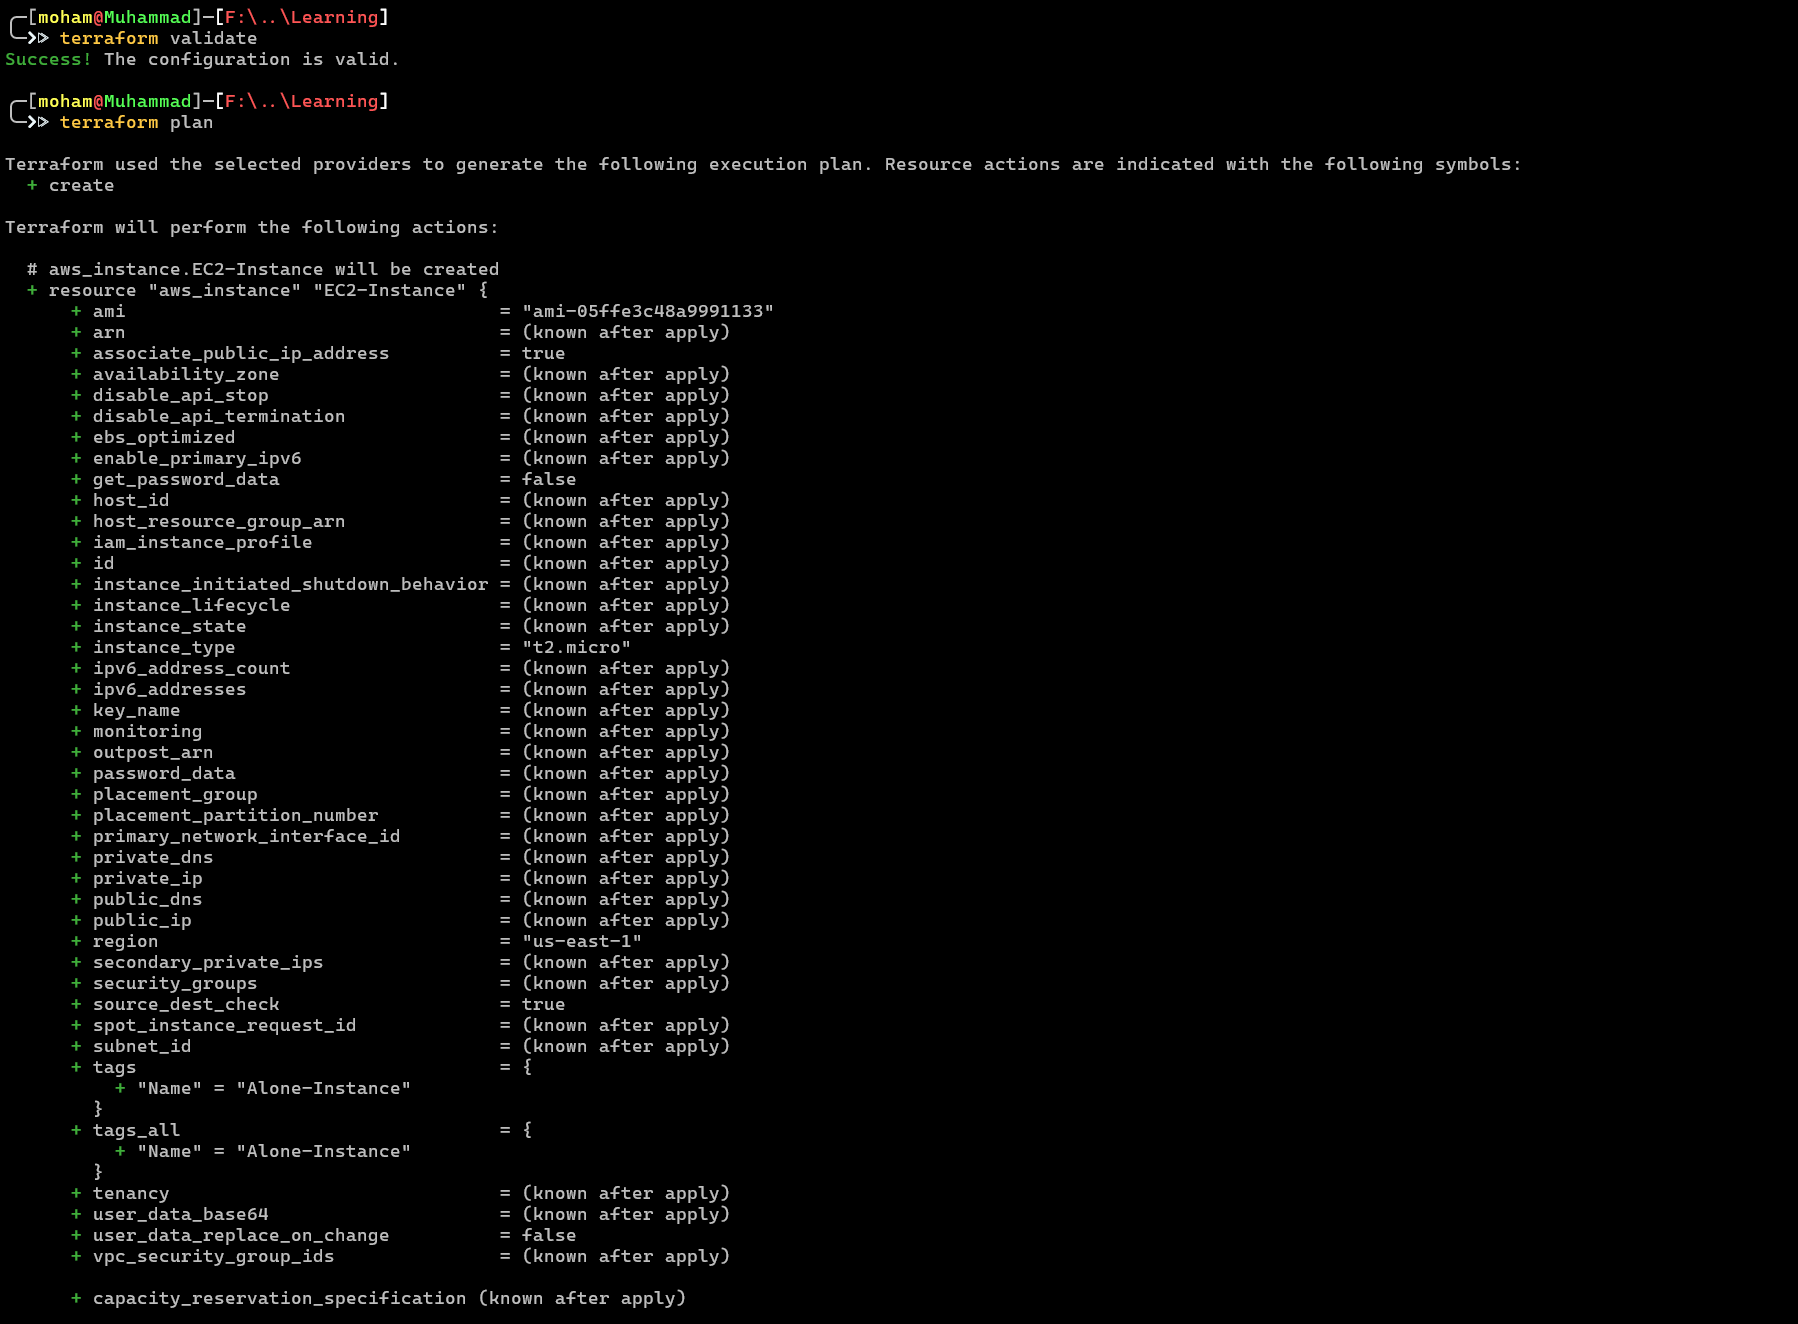 ╭─[moham@Muhammad]─[F:\..\Learning]
╰─>⩥ terraform validate
Success! The configuration is valid.
╭─[moham@Muhammad]─[F:\..\Learning]
╰─>⩥ terraform plan
Terraform used the selected providers to generate the following execution plan. Resource actions are indicated with the following symbols:
  + create
Terraform will perform the following actions:
  # aws_instance.EC2-Instance will be created
  + resource "aws_instance" "EC2-Instance" {
      + ami                                  = "ami-05ffe3c48a9991133"
      + arn                                  = (known after apply)
      + associate_public_ip_address          = true
      + availability_zone                    = (known after apply)
      + disable_api_stop                     = (known after apply)
      + disable_api_termination              = (known after apply)
      + ebs_optimized                        = (known after apply)
      + enable_primary_ipv6                  = (known after apply)
      + get_password_data                    = false
      + host_id                              = (known after apply)
      + host_resource_group_arn              = (known after apply)
      + iam_instance_profile                 = (known after apply)
      + id                                   = (known after apply)
      + instance_initiated_shutdown_behavior = (known after apply)
      + instance_lifecycle                   = (known after apply)
      + instance_state                       = (known after apply)
      + instance_type                        = "t2.micro"
      + ipv6_address_count                   = (known after apply)
      + ipv6_addresses                       = (known after apply)
      + key_name                             = (known after apply)
      + monitoring                           = (known after apply)
      + outpost_arn                          = (known after apply)
      + password_data                        = (known after apply)
      + placement_group                      = (known after apply)
      + placement_partition_number           = (known after apply)
      + primary_network_interface_id         = (known after apply)
      + private_dns                          = (known after apply)
      + private_ip                           = (known after apply)
      + public_dns                           = (known after apply)
      + public_ip                            = (known after apply)
      + region                               = "us-east-1"
      + secondary_private_ips                = (known after apply)
      + security_groups                      = (known after apply)
      + source_dest_check                    = true
      + spot_instance_request_id             = (known after apply)
      + subnet_id                            = (known after apply)
      + tags                                 = {
          + "Name" = "Alone-Instance"
        }
      + tags_all                             = {
          + "Name" = "Alone-Instance"
        }
      + tenancy                              = (known after apply)
      + user_data_base64                     = (known after apply)
      + user_data_replace_on_change          = false
      + vpc_security_group_ids               = (known after apply)
      + capacity_reservation_specification (known after apply)